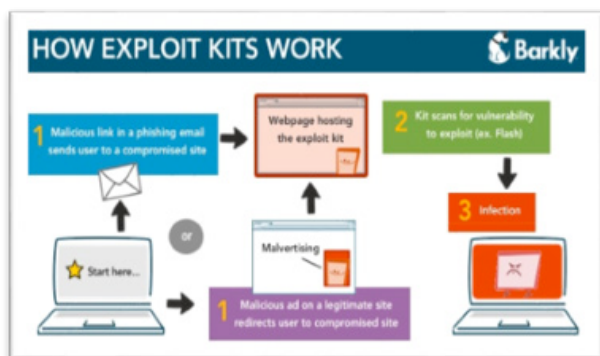 HOW EXPLOIT KITS WORK
Barkly
1 Malicious link in a phishing email
sends user to a compromised site
Webpage hosting
the exploit kit
2 Kit scans for vulnerability
to exploit (ex. Flash)
3 Infection
or
Malvertising
Start here...
1 Malicious ad on a legitimate site
redirects user to compromised site